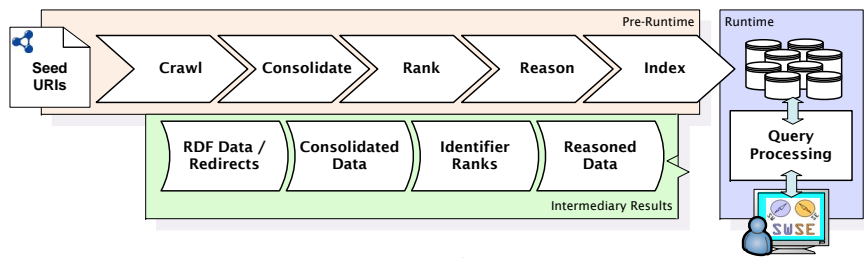 Pre-Runtime
Runtime
Seed
URIs
Crawl
Consolidate
Rank
Reason
Index
RDF Data /
Redirects
Consolidated
Data
Identifier
Ranks
Reasoned
Data
Intermediary Results
Query
Processing
SWSE